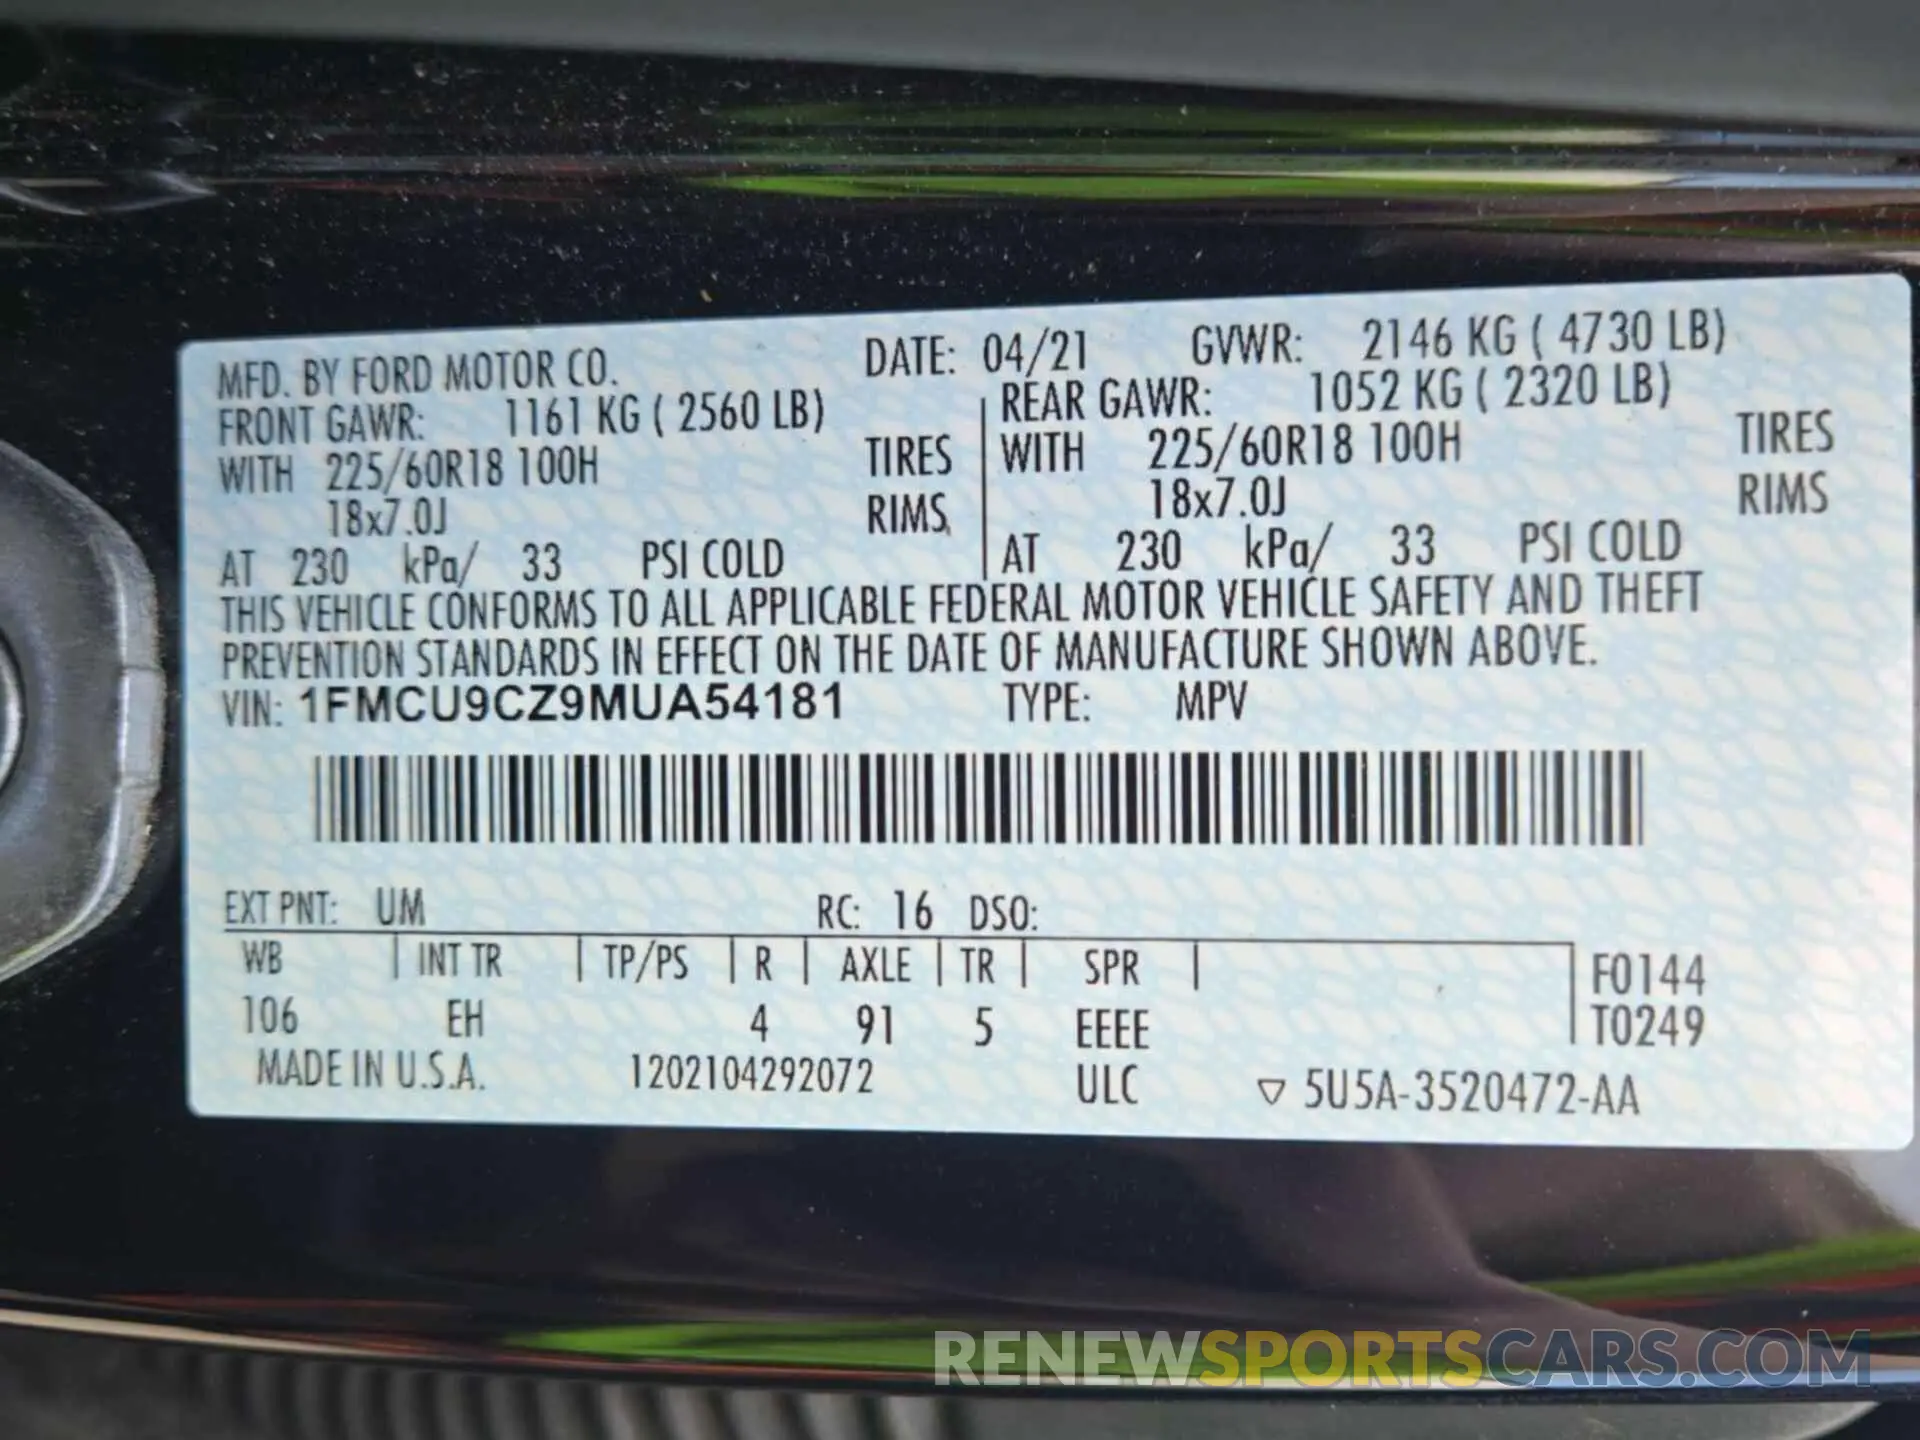 MFD. BY FORD MOTOR CO. DATE: 04/21 GVWR: 2146 KG ( 4730 LB)
FRONT GAWR: 1161 KG ( 2560 LB) REAR GAWR: 1052 KG ( 2320 LB)
WITH 225/60R18 100H TIRES WITH 225/60R18 100H TIRES
18x7.0J RIMS 18x7.0J RIMS
AT 230 kPa/ 33 PSI COLD AT 230 kPa/ 33 PSI COLD
THIS VEHICLE CONFORMS TO ALL APPLICABLE FEDERAL MOTOR VEHICLE SAFETY AND THEFT
PREVENTION STANDARDS IN EFFECT ON THE DATE OF MANUFACTURE SHOWN ABOVE.
VIN: 1FMCU9CZ9MUA54181 TYPE: MPV
EXT PNT: UM RC: 16 DSO:
WB INT TR TP/PS R AXLE TR SPR F0144
106 EH 4 91 5 EEEE T0249
MADE IN U.S.A. 1202104292072 ULC ▽ 5U5A-3520472-AA
RENEWSPORTSCARS.COM